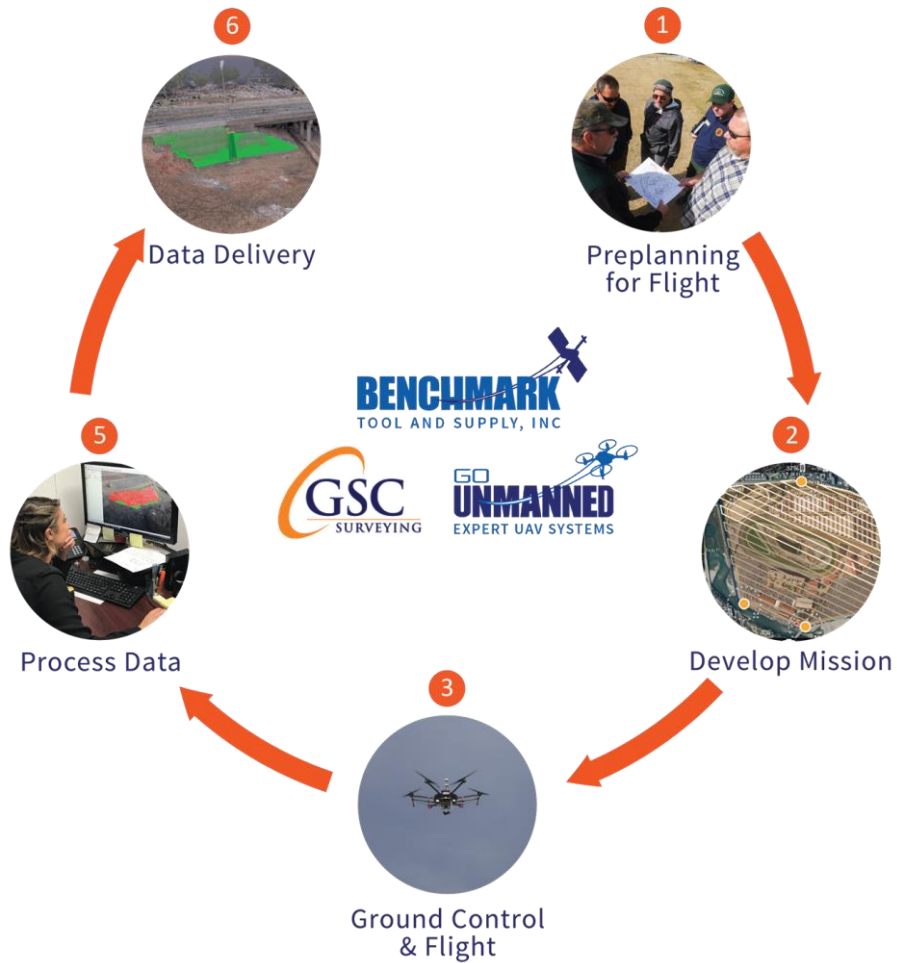 1
Preplanning
for Flight
2
Develop Mission
3
Ground Control
& Flight
5
Process Data
6
Data Delivery
BENCHMARK
TOOL AND SUPPLY, INC
GSC
SURVEYING
GO
UNMANNED
EXPERT UAV SYSTEMS